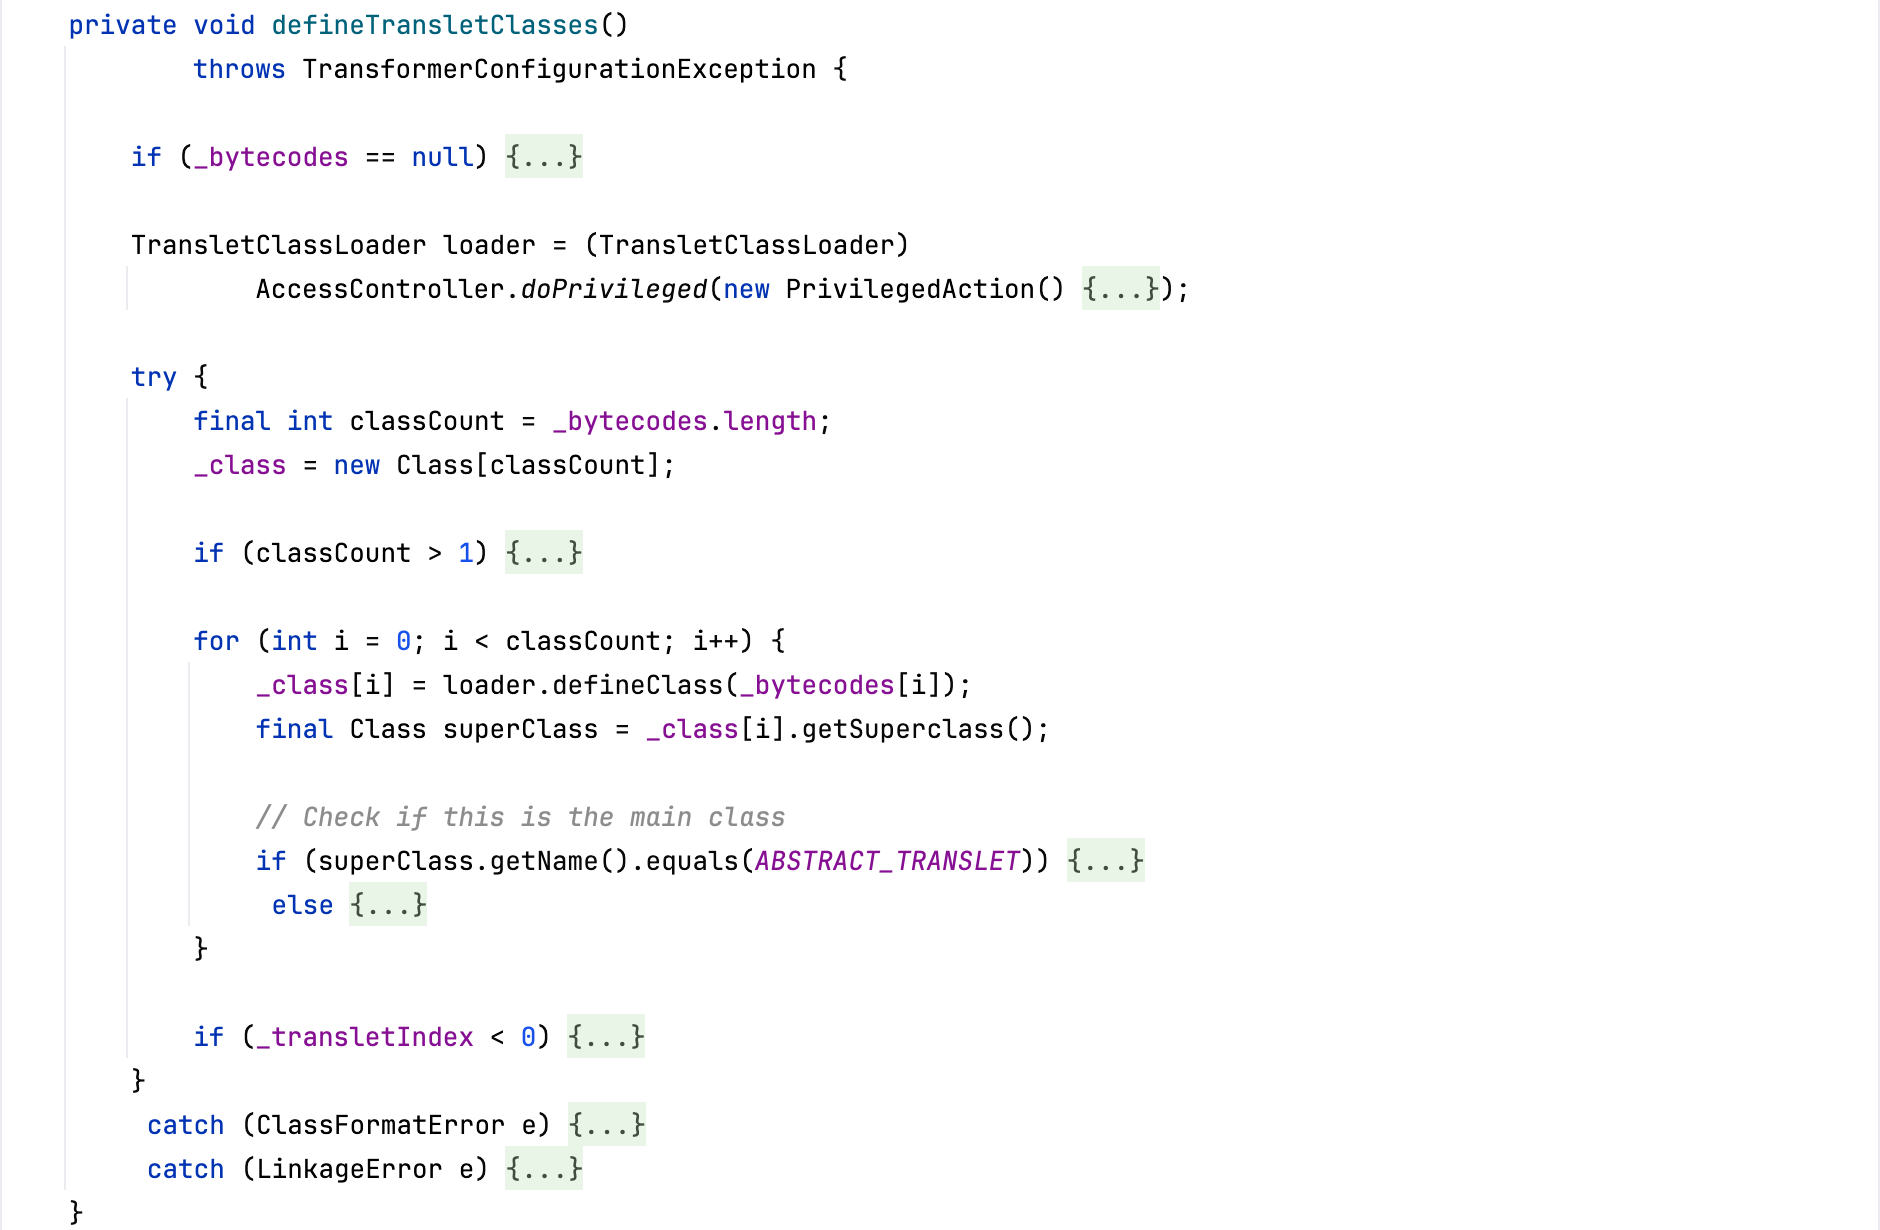 private void defineTransletClasses()
throws TransformerConfigurationException {
if (_bytecodes == null) {...}
TransletClassLoader loader = (TransletClassLoader)
AccessController.doPrivileged(new PrivilegedAction() {...});
try {
final int classCount = _bytecodes.length;
_class = new Class[classCount];
if (classCount > 1) {...}
for (int i = 0; i < classCount; i++) {
_class[i] = loader.defineClass(_bytecodes[i]);
final Class superClass = _class[i].getSuperclass();
// Check if this is the main class
if (superClass.getName().equals(ABSTRACT_TRANSLET)) {...}
else {...}
}
if (_transletIndex < 0) {...}
}
catch (ClassFormatError e) {...}
catch (LinkageError e) {...}
}